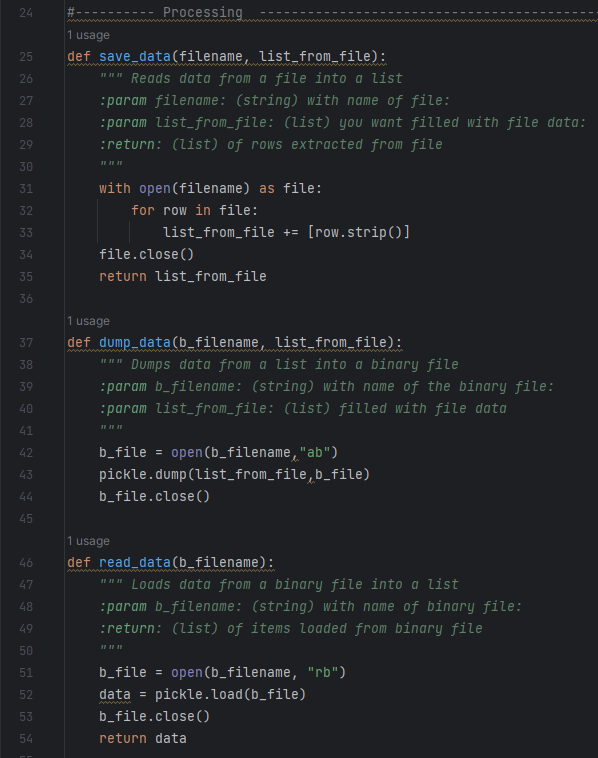 24 #---------- Processing ------------------------------------------
1 usage
25 def save_data(filename, list_from_file):
26 """ Reads data from a file into a list
27 :param filename: (string) with name of file:
28 :param list_from_file: (list) you want filled with file data:
29 :return: (list) of rows extracted from file
30 """
31 with open(filename) as file:
32 for row in file:
33 list_from_file += [row.strip()]
34 file.close()
35 return list_from_file
36
1 usage
37 def dump_data(b_filename, list_from_file):
38 """ Dumps data from a list into a binary file
39 :param b_filename: (string) with name of the binary file:
40 :param list_from_file: (list) filled with file data
41 """
42 b_file = open(b_filename,"ab")
43 pickle.dump(list_from_file,b_file)
44 b_file.close()
45
1 usage
46 def read_data(b_filename):
47 """ Loads data from a binary file into a list
48 :param b_filename: (string) with name of binary file:
49 :return: (list) of items loaded from binary file
50 """
51 b_file = open(b_filename, "rb")
52 data = pickle.load(b_file)
53 b_file.close()
54 return data